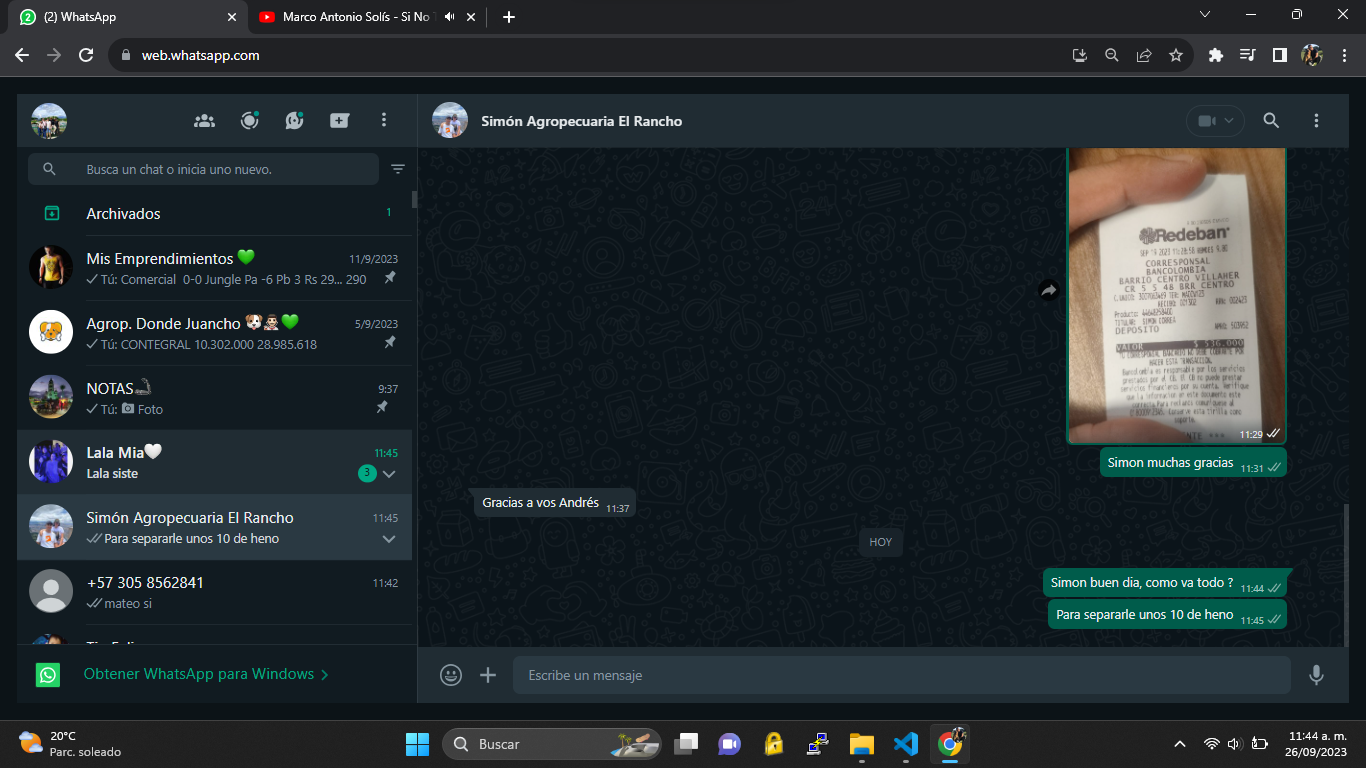 (2) WhatsApp
Marco Antonio Solís - Si No T
web.whatsapp.com
Simón Agropecuaria El Rancho
Busca un chat o inicia uno nuevo.
Archivados 1
Mis Emprendimientos 💚 11/9/2023
Tú: Comercial 0-0 Jungle Pa -6 Pb 3 Rs 29... 290
Agrop. Donde Juancho 🐶👨🏻‍⚕️💚 5/9/2023
Tú: CONTEGRAL 10.302.000 28.985.618
NOTAS🦼 9:37
Tú: 📷 Foto
Lala Mia🤍 11:45
Lala siste 3
Simón Agropecuaria El Rancho 11:45
Para separarle unos 10 de heno
+57 305 8562841 11:42
mateo si
Obtener WhatsApp para Windows
Redeban
CORRESPONSAL
BANCOLOMBIA
BARRIO CENTRO VILLAHER
CR 5 5 48 BRR CENTRO
DEPOSITO
VALOR $ 536.000
11:29
Simon muchas gracias 11:31
Gracias a vos Andrés 11:37
HOY
Simon buen dia, como va todo ? 11:44
Para separarle unos 10 de heno 11:45
Escribe un mensaje
20°C
Parc. soleado
Buscar
11:44 a. m.
26/09/2023